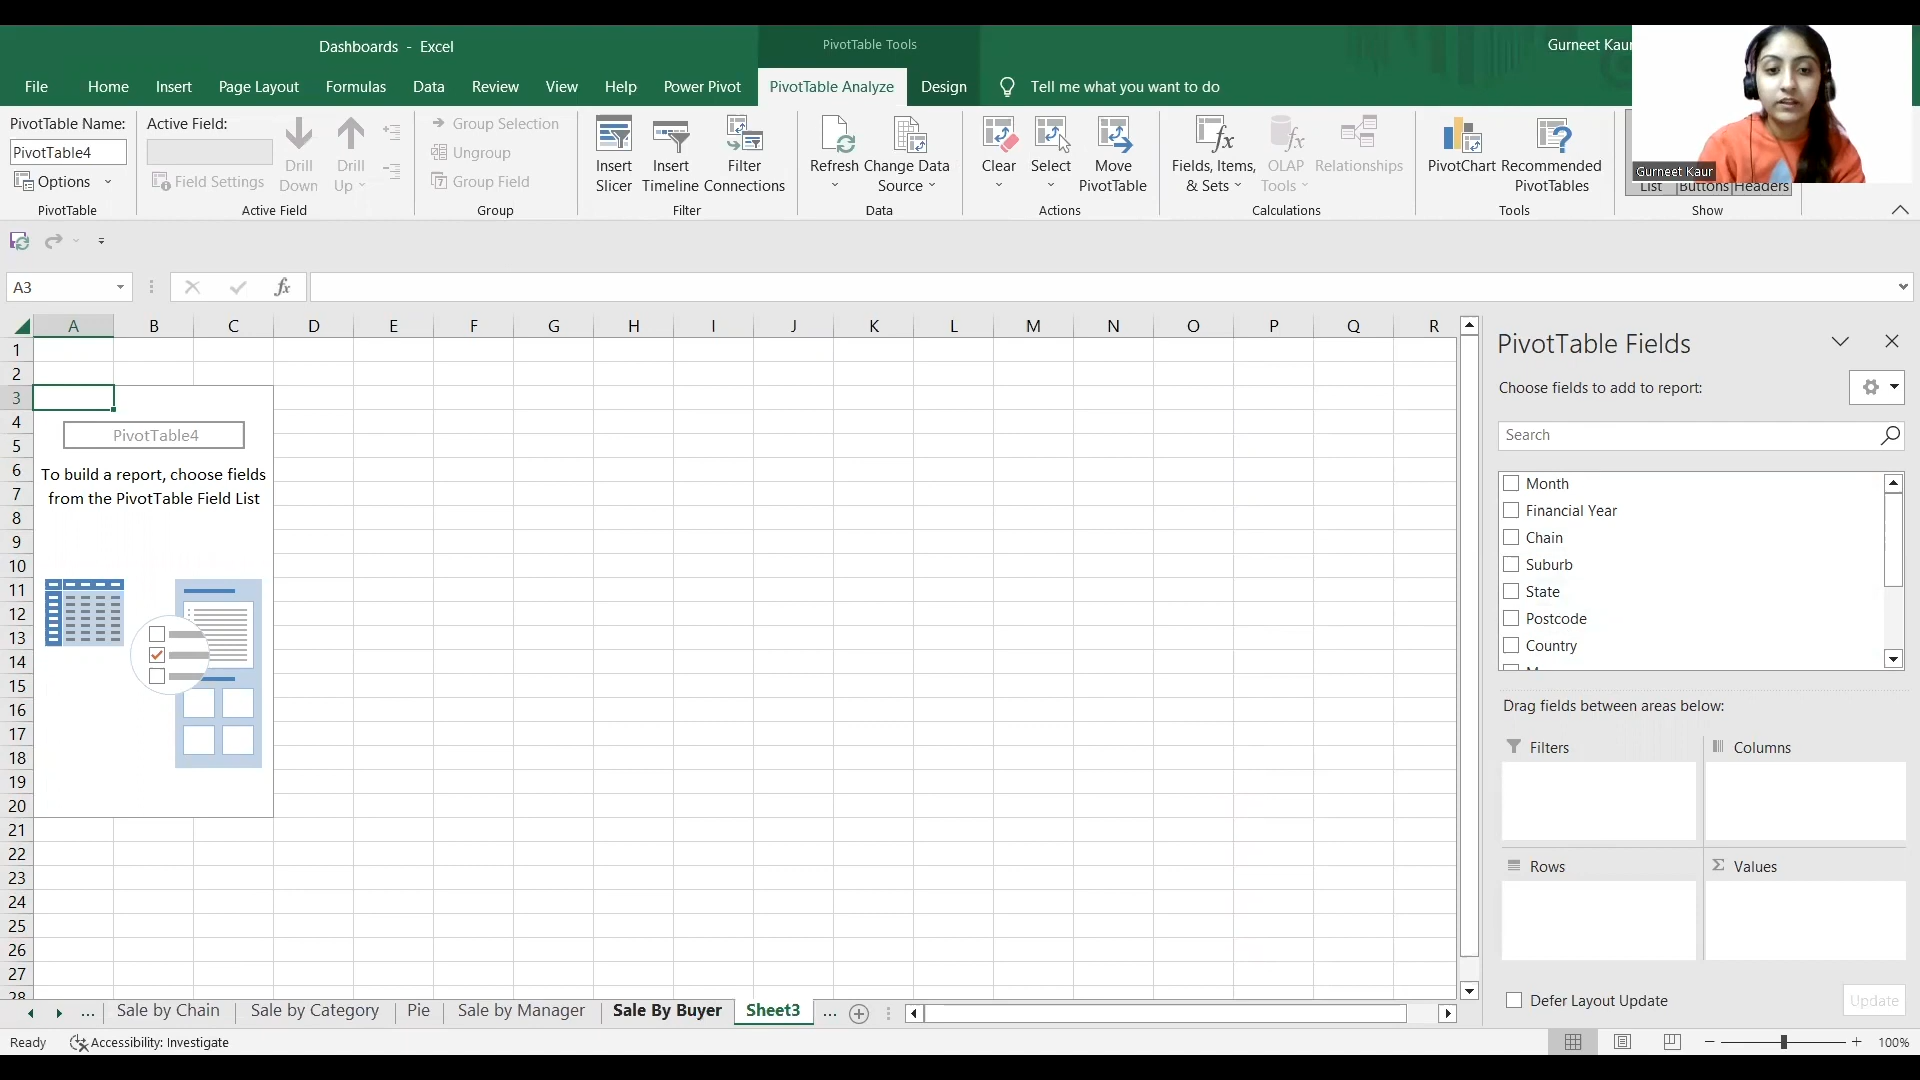 Dashboards - Excel
PivotTable Tools
Gurneet Kaur
File
Home
Insert
Page Layout
Formulas
Data
Review
View
Help
Power Pivot
PivotTable Analyze
Design
Tell me what you want to do
PivotTable Name:
PivotTable4
Options
PivotTable
Active Field:
Field Settings
Drill Down
Drill Up
Active Field
Group Selection
Ungroup
Group Field
Group
Insert Slicer
Insert Timeline
Filter Connections
Filter
Refresh
Change Data Source
Data
Clear
Select
Move PivotTable
Actions
Fields, Items, & Sets
OLAP Tools
Relationships
Calculations
PivotChart
Recommended PivotTables
Tools
List
Buttons
Headers
Show
Gurneet Kaur
A3
fx
A B C D E F G H I J K L M N O P Q R
1
2
3
4
5
6
7
8
9
10
11
12
13
14
15
16
17
18
19
20
21
22
23
24
25
26
27
28
PivotTable4
To build a report, choose fields
from the PivotTable Field List
PivotTable Fields
Choose fields to add to report:
Search
Month
Financial Year
Chain
Suburb
State
Postcode
Country
Drag fields between areas below:
Filters
Columns
Rows
Σ Values
Defer Layout Update
Update
...
Sale by Chain
Sale by Category
Pie
Sale by Manager
Sale By Buyer
Sheet3
...
Ready
Accessibility: Investigate
100%